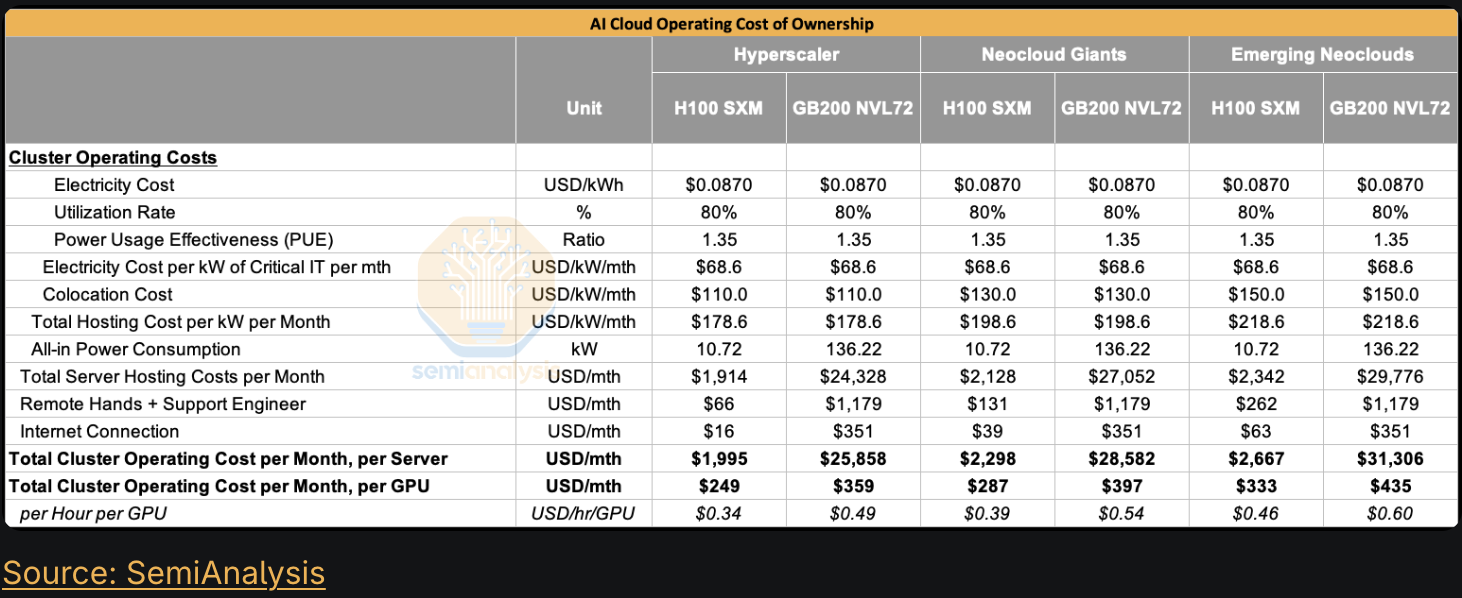 AI Cloud Operating Cost of Ownership
Hyperscaler Neocloud Giants Emerging Neoclouds
Unit H100 SXM GB200 NVL72 H100 SXM GB200 NVL72 H100 SXM GB200 NVL72
Cluster Operating Costs
Electricity Cost USD/kWh $0.0870 $0.0870 $0.0870 $0.0870 $0.0870 $0.0870
Utilization Rate % 80% 80% 80% 80% 80% 80%
Power Usage Effectiveness (PUE) Ratio 1.35 1.35 1.35 1.35 1.35 1.35
Electricity Cost per kW of Critical IT per mth USD/kW/mth $68.6 $68.6 $68.6 $68.6 $68.6 $68.6
Colocation Cost USD/kW/mth $110.0 $110.0 $130.0 $130.0 $150.0 $150.0
Total Hosting Cost per kW per Month USD/kW/mth $178.6 $178.6 $198.6 $198.6 $218.6 $218.6
All-in Power Consumption kW 10.72 136.22 10.72 136.22 10.72 136.22
semianalysis
Total Server Hosting Costs per Month USD/mth $1,914 $24,328 $2,128 $27,052 $2,342 $29,776
Remote Hands + Support Engineer USD/mth $66 $1,179 $131 $1,179 $262 $1,179
Internet Connection USD/mth $16 $351 $39 $351 $63 $351
Total Cluster Operating Cost per Month, per Server USD/mth $1,995 $25,858 $2,298 $28,582 $2,667 $31,306
Total Cluster Operating Cost per Month, per GPU USD/mth $249 $359 $287 $397 $333 $435
per Hour per GPU USD/hr/GPU $0.34 $0.49 $0.39 $0.54 $0.46 $0.60
Source: SemiAnalysis